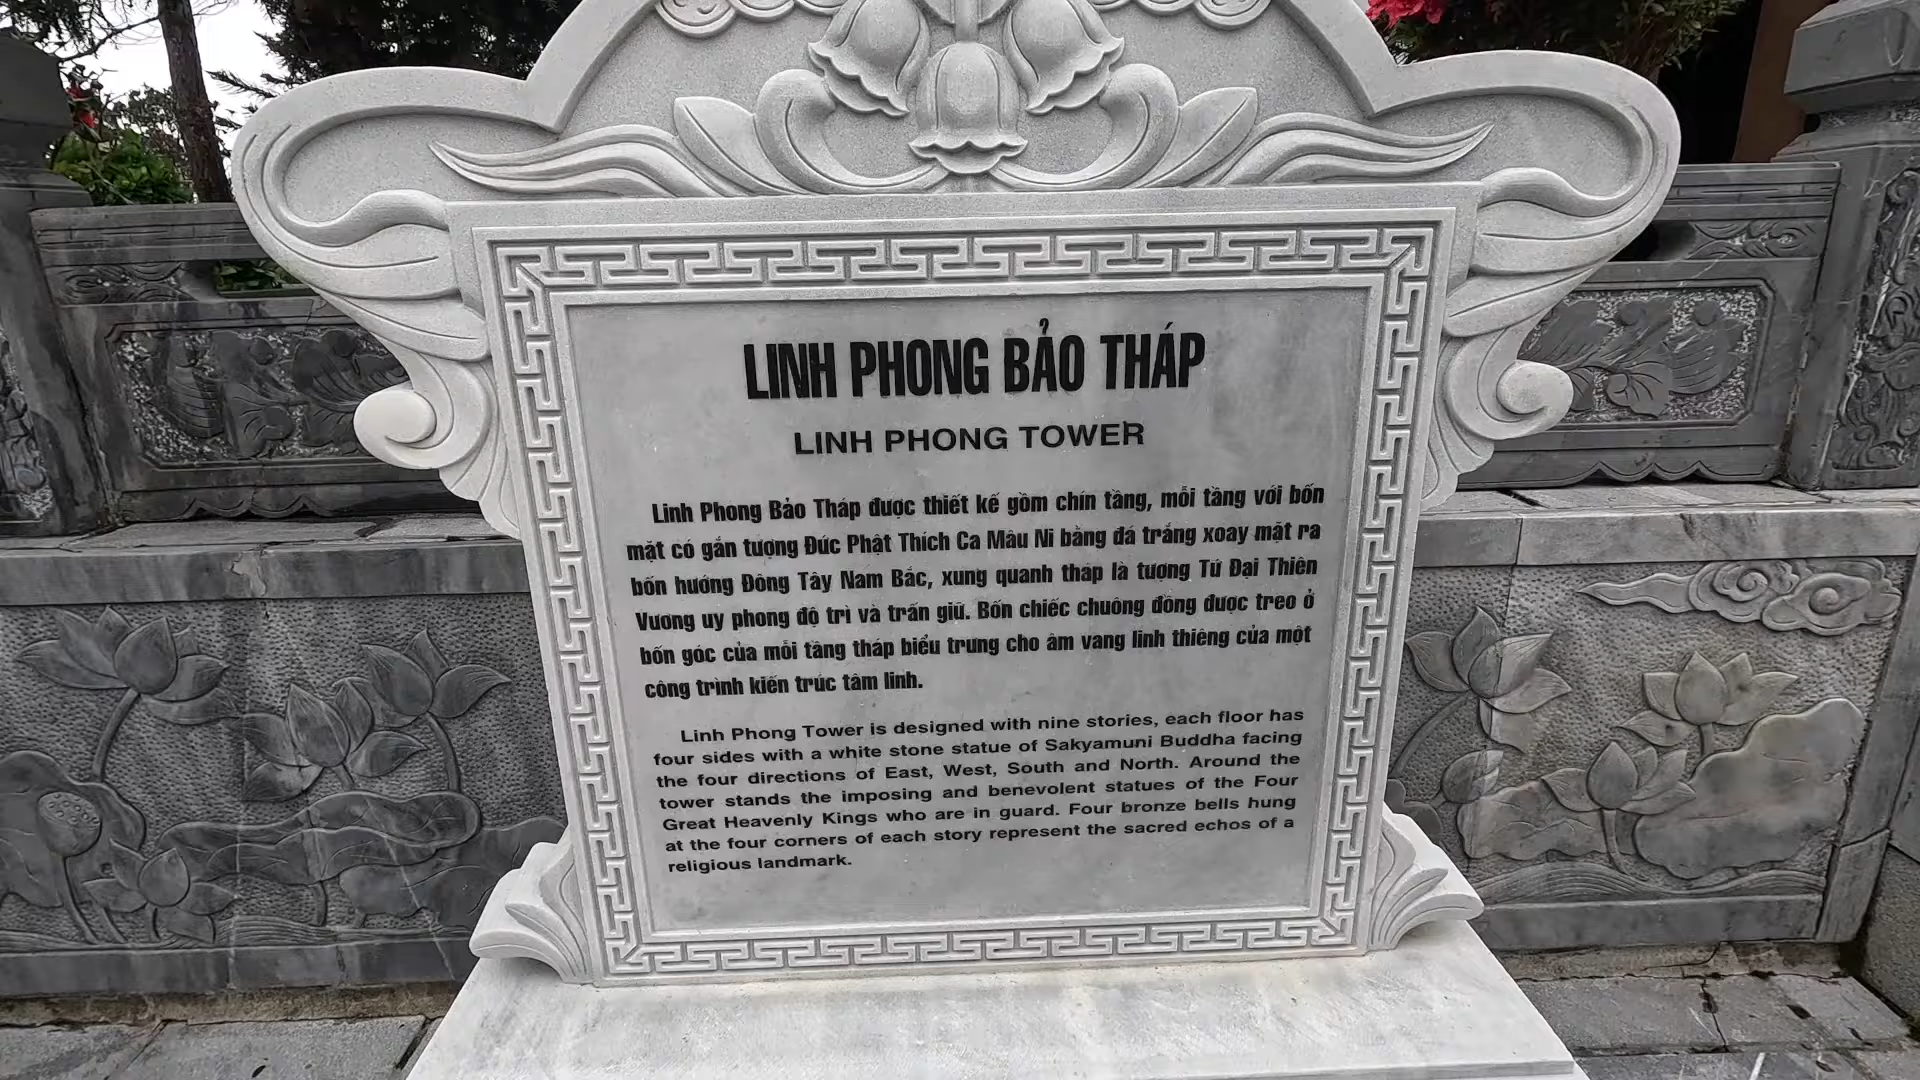 LINH PHONG BẢO THÁP
LINH PHONG TOWER
Linh Phong Bảo Tháp được thiết kế gồm chín tầng, mỗi tầng với bốn
mặt có gắn tượng Đức Phật Thích Ca Mâu Ni bằng đá trắng xoay mặt ra
bốn hướng Đông Tây Nam Bắc, xung quanh tháp là tượng Tứ Đại Thiên
Vương uy phong độ trì và trấn giữ. Bốn chiếc chuông đồng được treo ở
bốn góc của mỗi tầng tháp biểu trưng cho âm vang linh thiêng của một
công trình kiến trúc tâm linh.
Linh Phong Tower is designed with nine stories, each floor has
four sides with a white stone statue of Sakyamuni Buddha facing
the four directions of East, West, South and North. Around the
tower stands the imposing and benevolent statues of the Four
Great Heavenly Kings who are in guard. Four bronze bells hung
at the four corners of each story represent the sacred echos of a
religious landmark.